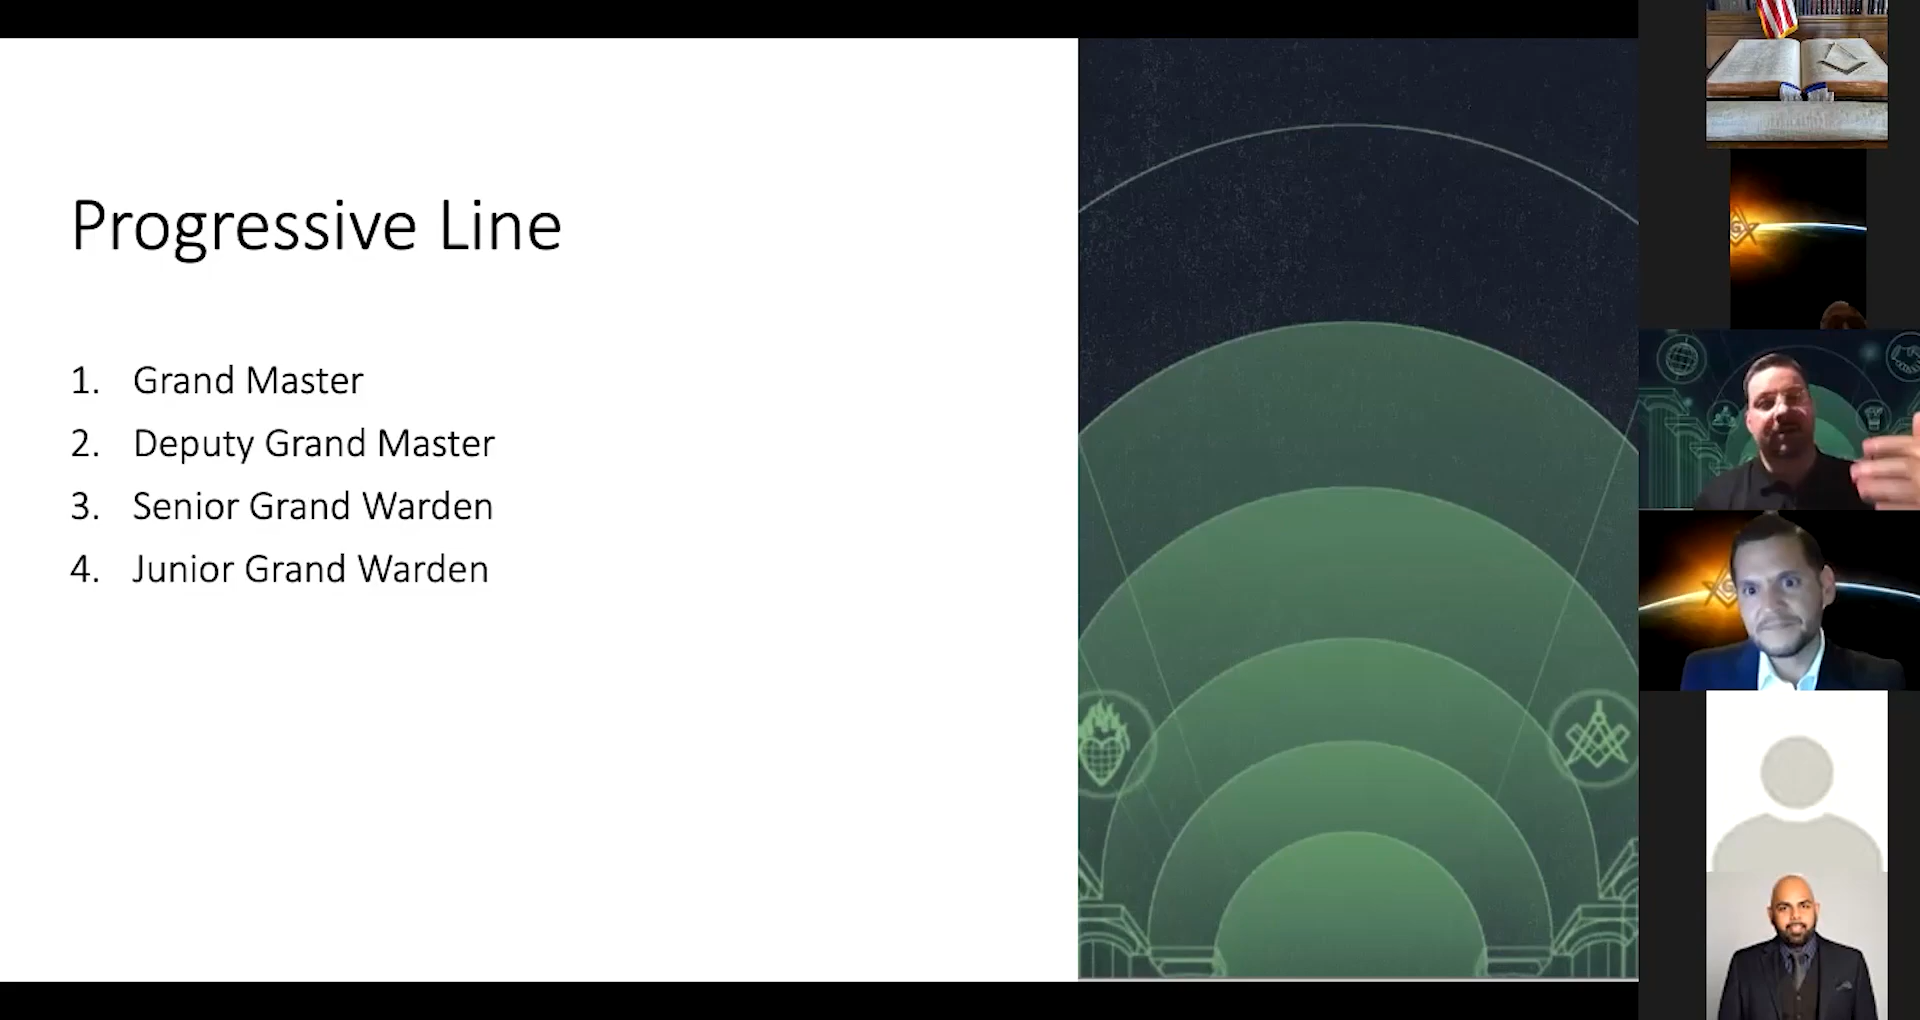 Progressive Line
1. Grand Master
2. Deputy Grand Master
3. Senior Grand Warden
4. Junior Grand Warden